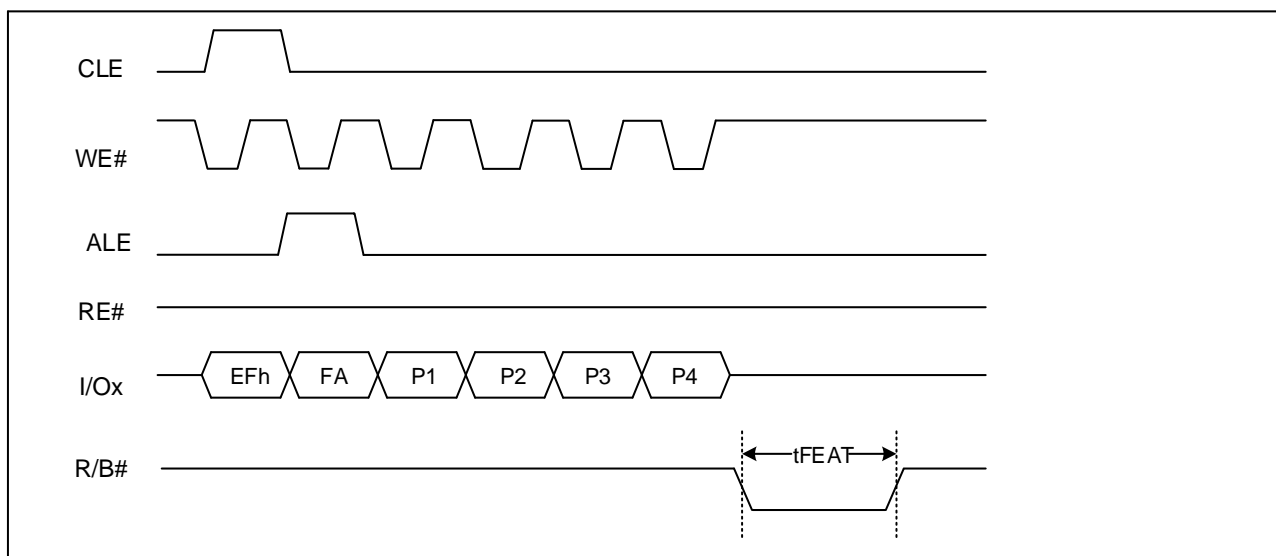 CLE
WE#
ALE
RE#
I/Ox EFh FA P1 P2 P3 P4
R/B# tFEAT